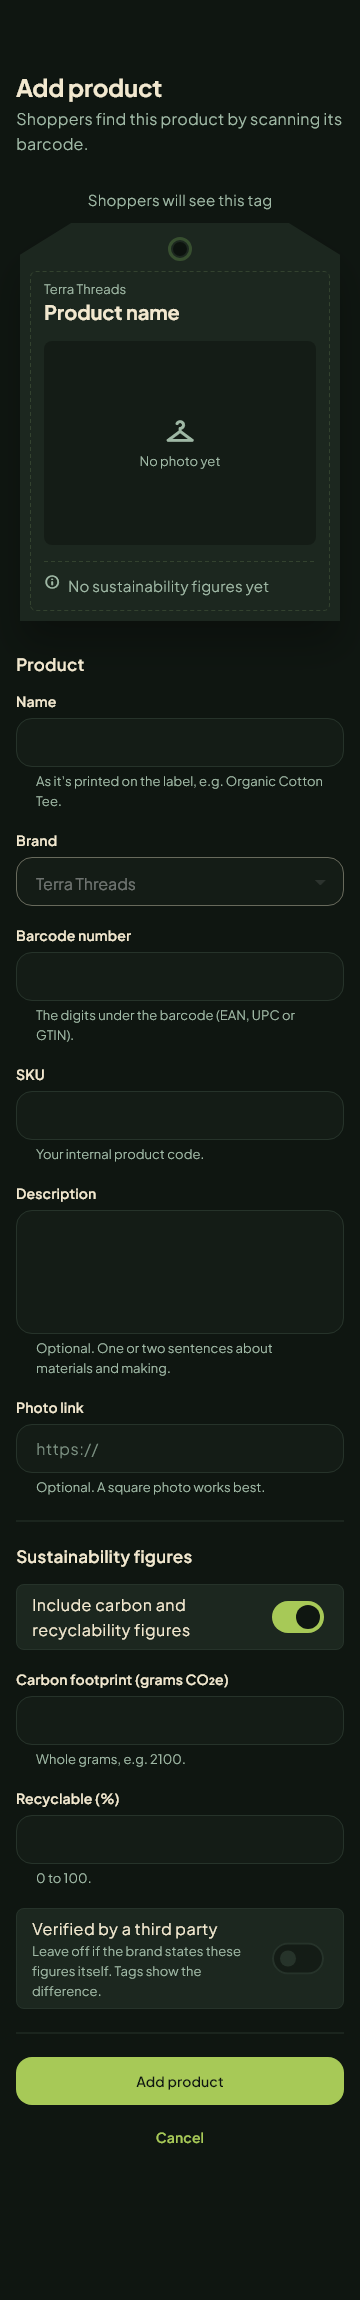 Add product
Shoppers find this product by scanning its
barcode.
Shoppers will see this tag
Terra Threads
Product name
No photo yet
No sustainability figures yet
Product
Name
As it's printed on the label, e.g. Organic Cotton
Tee.
Brand
Terra Threads
Barcode number
The digits under the barcode (EAN, UPC or
GTIN).
SKU
Your internal product code.
Description
Optional. One or two sentences about
materials and making.
Photo link
https://
Optional. A square photo works best.
Sustainability figures
Include carbon and
recyclability figures
Carbon footprint (grams CO₂e)
Whole grams, e.g. 2100.
Recyclable (%)
0 to 100.
Verified by a third party
Leave off if the brand states these
figures itself. Tags show the
difference.
Add product
Cancel